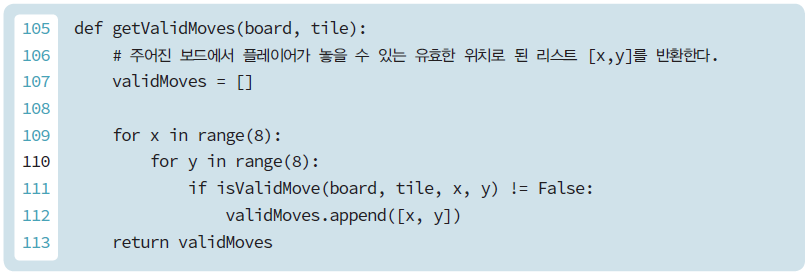 105 def getValidMoves(board, tile):
106     # 주어진 보드에서 플레이어가 놓을 수 있는 유효한 위치로 된 리스트 [x,y]를 반환한다.
107     validMoves = []
108
109     for x in range(8):
110         for y in range(8):
111             if isValidMove(board, tile, x, y) != False:
112                 validMoves.append([x, y])
113     return validMoves